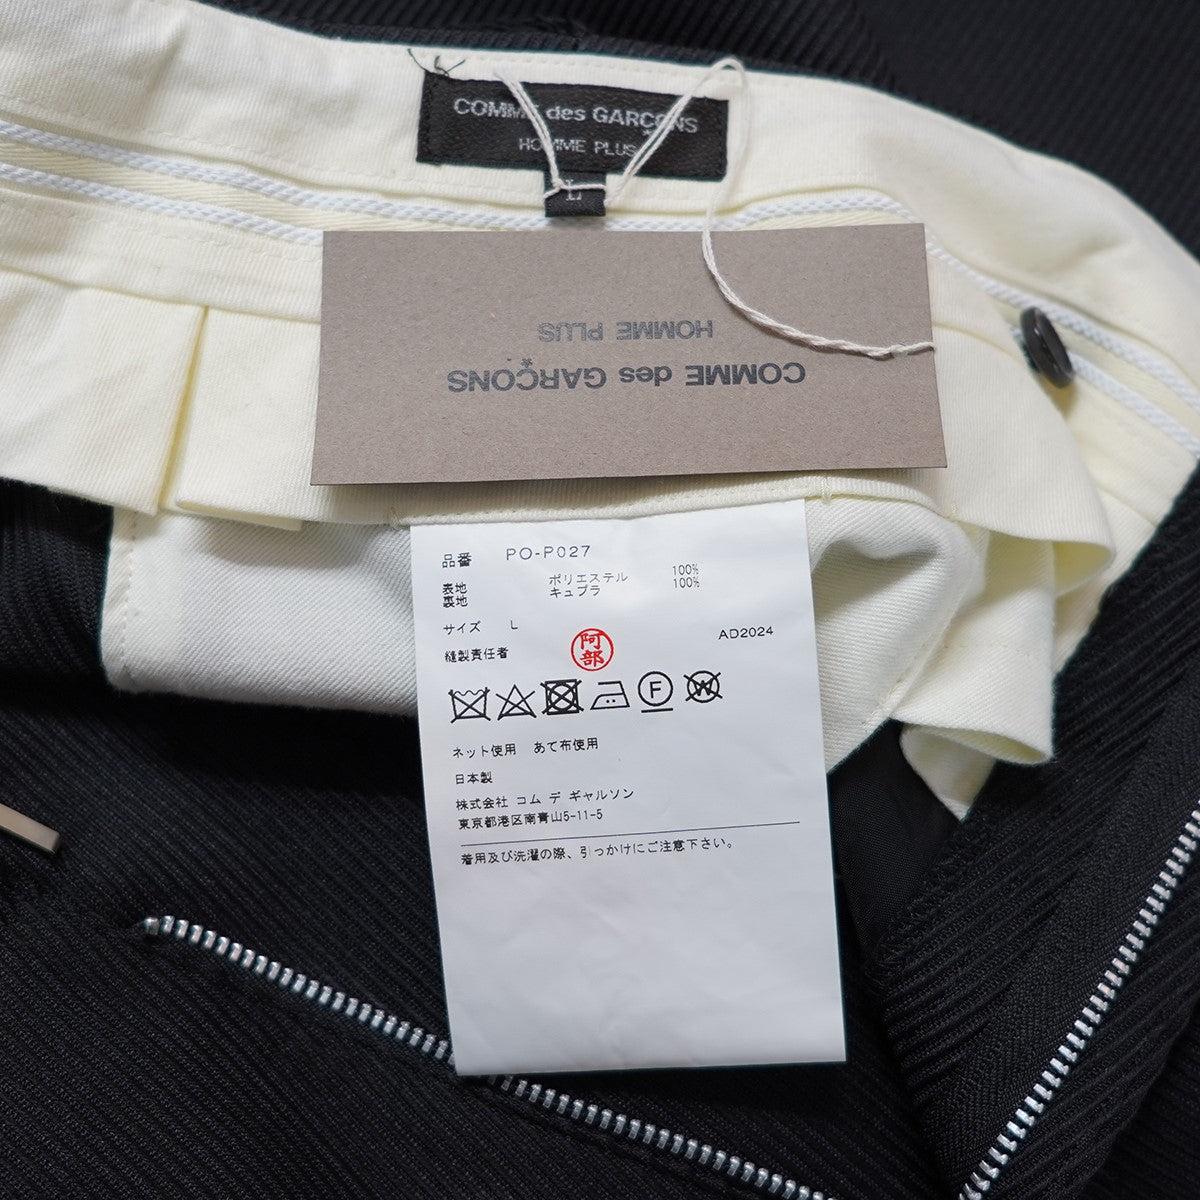 COMME des GARÇONS
HOMME PLUS
L
COMME des GARÇONS
HOMME PLUS
品番 PO-P027
表地 ポリエステル 100%
裏地 キュプラ 100%
サイズ L
縫製責任者 阿部 AD2024
F W
ネット使用 あて布使用
日本製
株式会社 コム デ ギャルソン
東京都港区南青山5-11-5
着用及び洗濯の際、引っかけにご注意下さい。